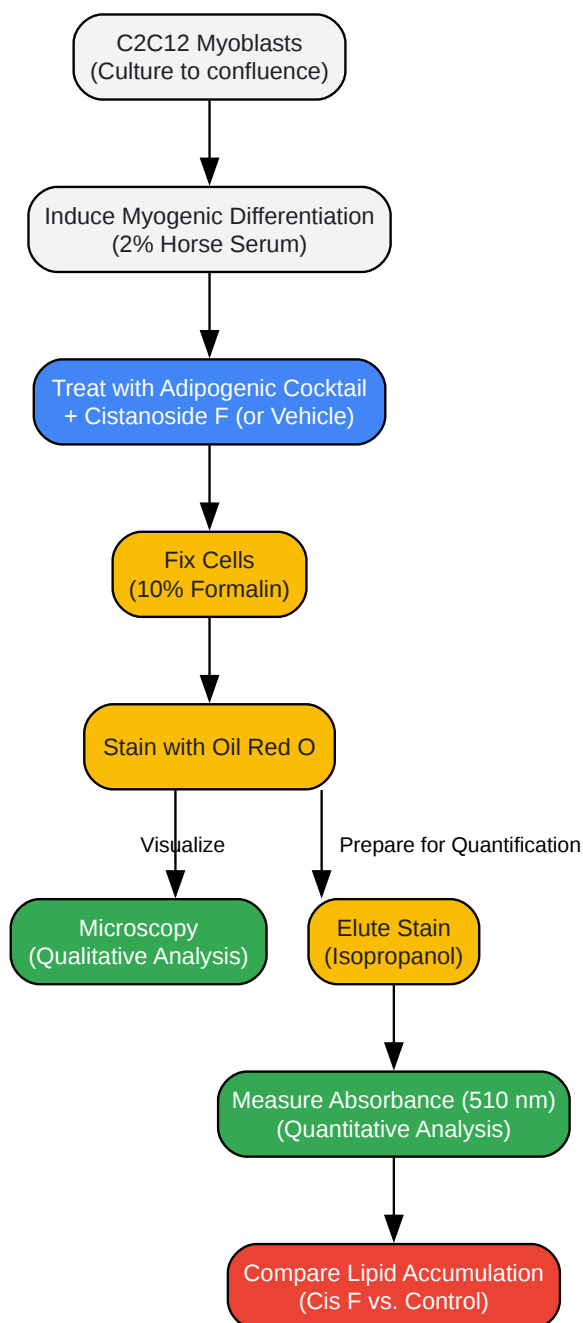 C2C12 Myoblasts
(Culture to confluence)
Induce Myogenic Differentiation
(2% Horse Serum)
Treat with Adipogenic Cocktail
+ Cistanoside F (or Vehicle)
Fix Cells
(10% Formalin)
Stain with Oil Red O
Visualize
Prepare for Quantification
Microscopy
(Qualitative Analysis)
Elute Stain
(Isopropanol)
Measure Absorbance (510 nm)
(Quantitative Analysis)
Compare Lipid Accumulation
(Cis F vs. Control)